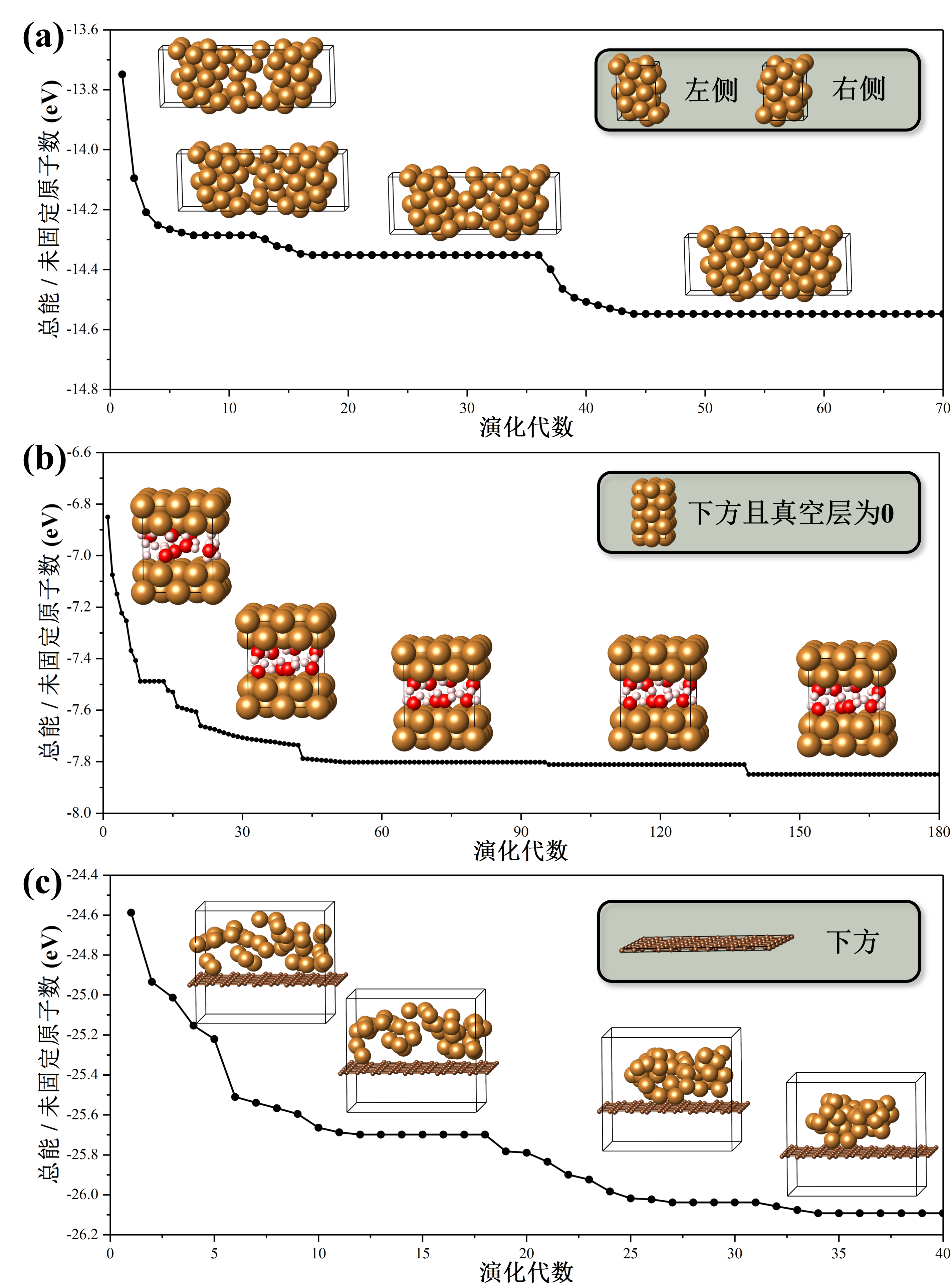 (a)
总能 / 未固定原子数 (eV)
-13.6
-13.8
-14.0
-14.2
-14.4
-14.6
-14.8
左侧
右侧
0 10 20 30 40 50 60 70
演化代数
(b)
总能 / 未固定原子数 (eV)
-6.6
-6.8
-7.0
-7.2
-7.4
-7.6
-7.8
-8.0
下方且真空层为0
0 30 60 90 120 150 180
演化代数
(c)
总能 / 未固定原子数 (eV)
-24.4
-24.6
-24.8
-25.0
-25.2
-25.4
-25.6
-25.8
-26.0
-26.2
下方
0 5 10 15 20 25 30 35 40
演化代数